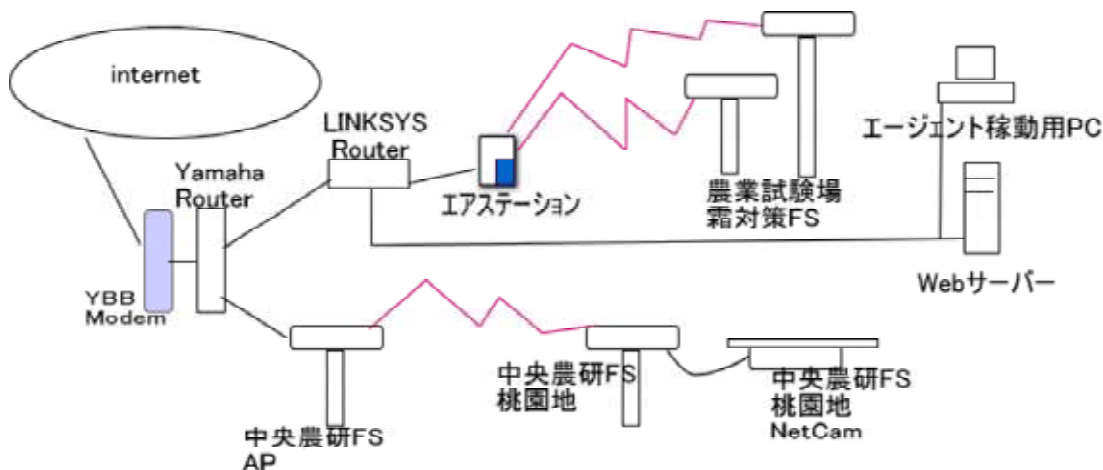 internet
LINKSYS
Router
Yamaha
Router
エアステーション
農業試験場
霜対策FS
エージェント稼動用PC
Webサーバー
YBB
Modem
中央農研FS
AP
中央農研FS
桃園地
中央農研FS
桃園地
NetCam